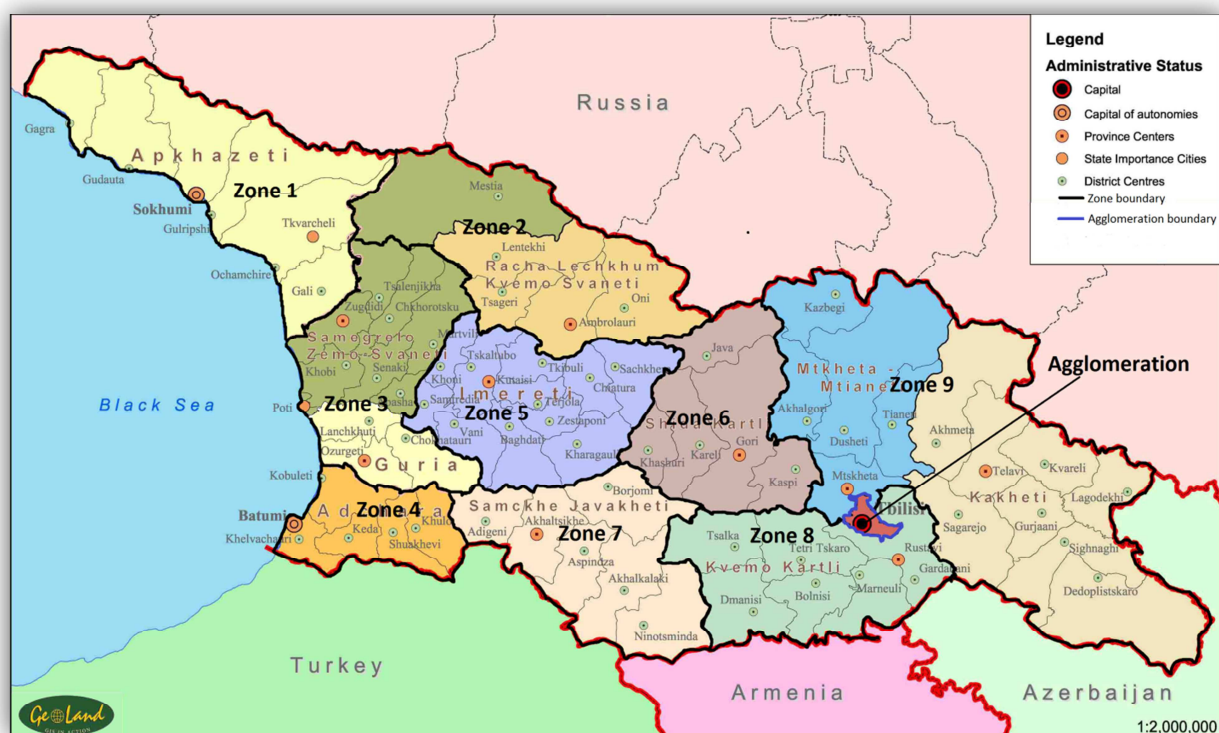 Legend
Administrative Status
Capital
Capital of autonomies
Province Centers
State Importance Cities
District Centres
Zone boundary
Agglomeration boundary
Russia
Gagra
Apkhazeti
Gudauta
Zone 1
Sokhumi
Gulripshi
Tkvarcheli
Ochamchire
Gali
Mestia
Zone 2
Lentekhi
Racha Lechkhum
Kvemo Svaneti
Tsageri
Oni
Ambrolauri
Kazbegi
Tsalenjikha
Zugdidi
Chkhorotsku
Samegrelo
Zemo Svaneti
Martvili
Khobi
Senaki
Abasha
Poti
Zone 3
Lanchkhuti
Chokhatauri
Ozurgeti
Guria
Black Sea
Tskaltubo
Khoni
Kutaisi
Tkibuli
Sachkhere
Chiatura
Imereti
Samtredia
Terjola
Zone 5
Vani
Zestaponi
Baghdati
Kharagauli
Java
Zone 6
Shida Kartli
Gori
Kareli
Khashuri
Kaspi
Mtkheta -
Mtianeti
Zone 9
Agglomeration
Akhalgori
Tianeti
Dusheti
Akhmeta
Mtskheta
Tbilisi
Telavi
Kvareli
Lagodekhi
Kakheti
Sagarejo
Gurjaani
Sighnaghi
Dedoplistskaro
Kobuleti
Batumi
Adjara
Zone 4
Khulo
Keda
Shuakhevi
Khelvachauri
Borjomi
Samckhe Javakheti
Akhaltsikhe
Adigeni
Zone 7
Aspindza
Akhalkalaki
Ninotsminda
Tsalka
Zone 8
Tetri Tskaro
Rustavi
Kvemo Kartli
Gardabani
Marneuli
Bolnisi
Dmanisi
Turkey
Armenia
Azerbaijan
GeoLand
GIS IN ACTION
1:2,000,000